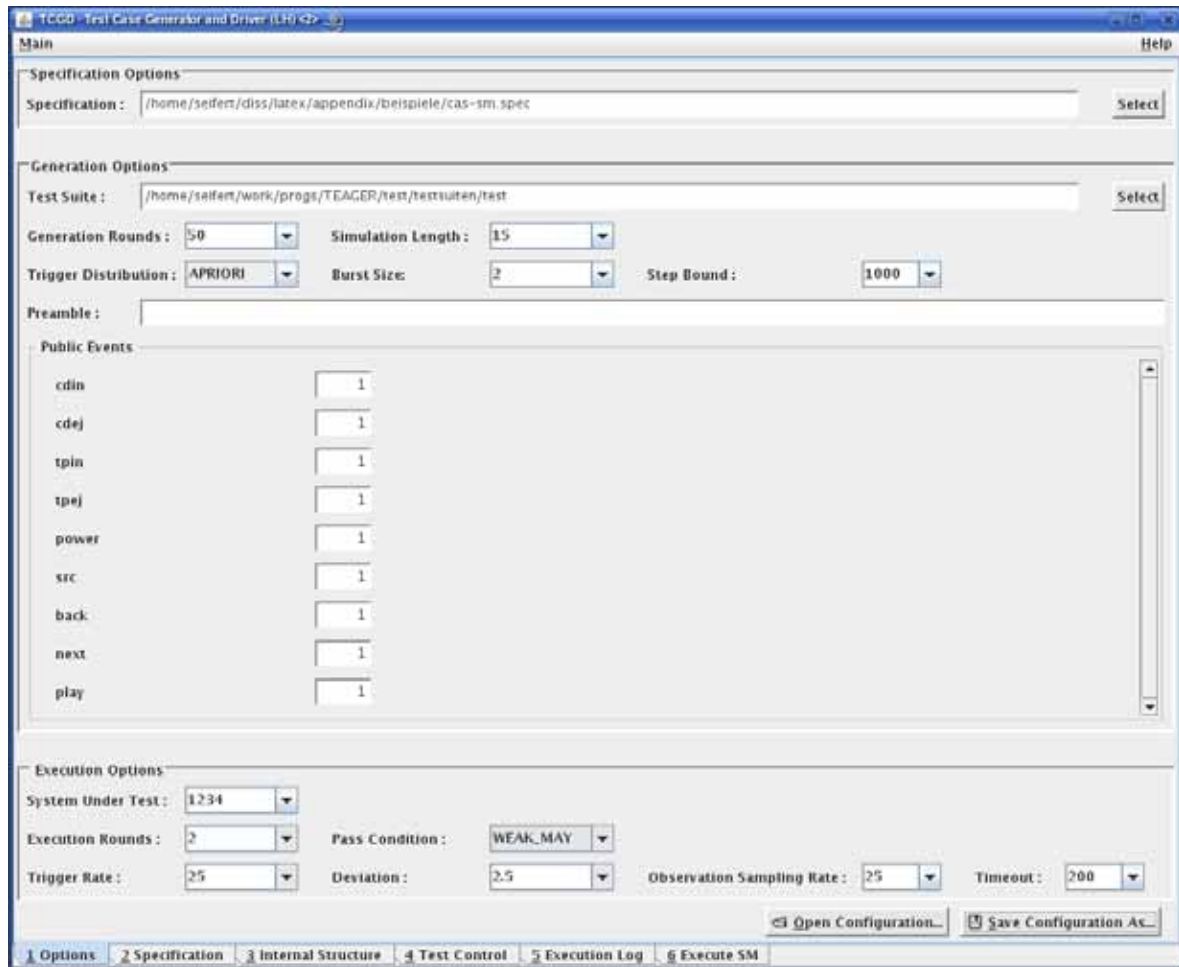 TCGD - Test Case Generator and Driver (LH) <2>
Main Help
Specification Options
Specification : /home/seifert/diss/latex/appendix/beispiele/cas-sm.spec Select
Generation Options
Test Suite : /home/seifert/work/progs/TEAGER/test/testsuiten/test Select
Generation Rounds : 50 Simulation Length : 15
Trigger Distribution : APRIORI Burst Size: 2 Step Bound : 1000
Preamble :
Public Events
cdin 1
cdej 1
tpin 1
tpej 1
power 1
src 1
back 1
next 1
play 1
Execution Options
System Under Test : 1234
Execution Rounds : 2 Pass Condition : WEAK_MAY
Trigger Rate : 25 Deviation : 2.5 Observation Sampling Rate : 25 Timeout : 200
Open Configuration... Save Configuration As...
1 Options 2 Specification 3 Internal Structure 4 Test Control 5 Execution Log 6 Execute SM